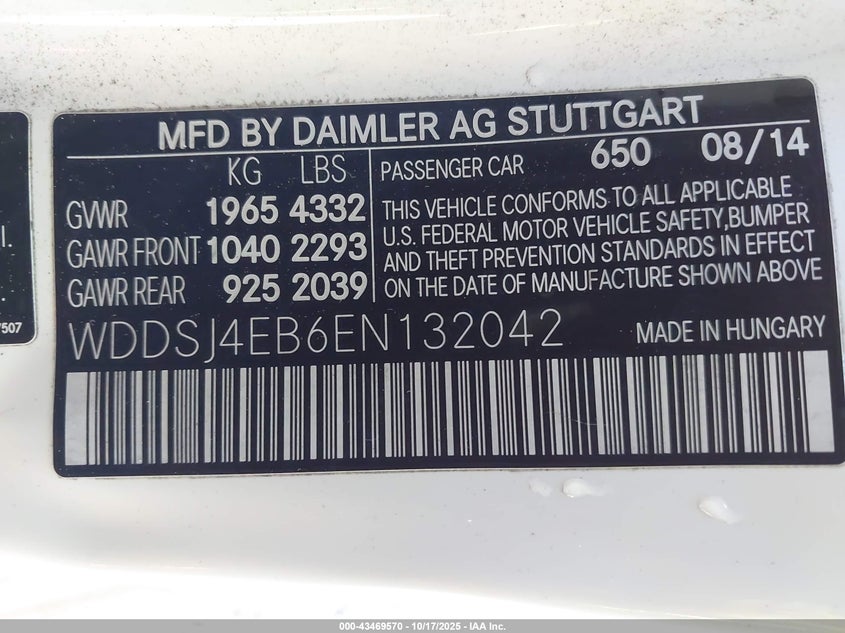 MFD BY DAIMLER AG STUTTGART
KG LBS
GVWR 1965 4332
GAWR FRONT 1040 2293
GAWR REAR 925 2039
PASSENGER CAR 650 08/14
THIS VEHICLE CONFORMS TO ALL APPLICABLE
U.S. FEDERAL MOTOR VEHICLE SAFETY,BUMPER
AND THEFT PREVENTION STANDARDS IN EFFECT
ON THE DATE OF MANUFACTURE SHOWN ABOVE
WDDSJ4EB6EN132042 MADE IN HUNGARY
000-43469570 - 10/17/2025 - IAA Inc.